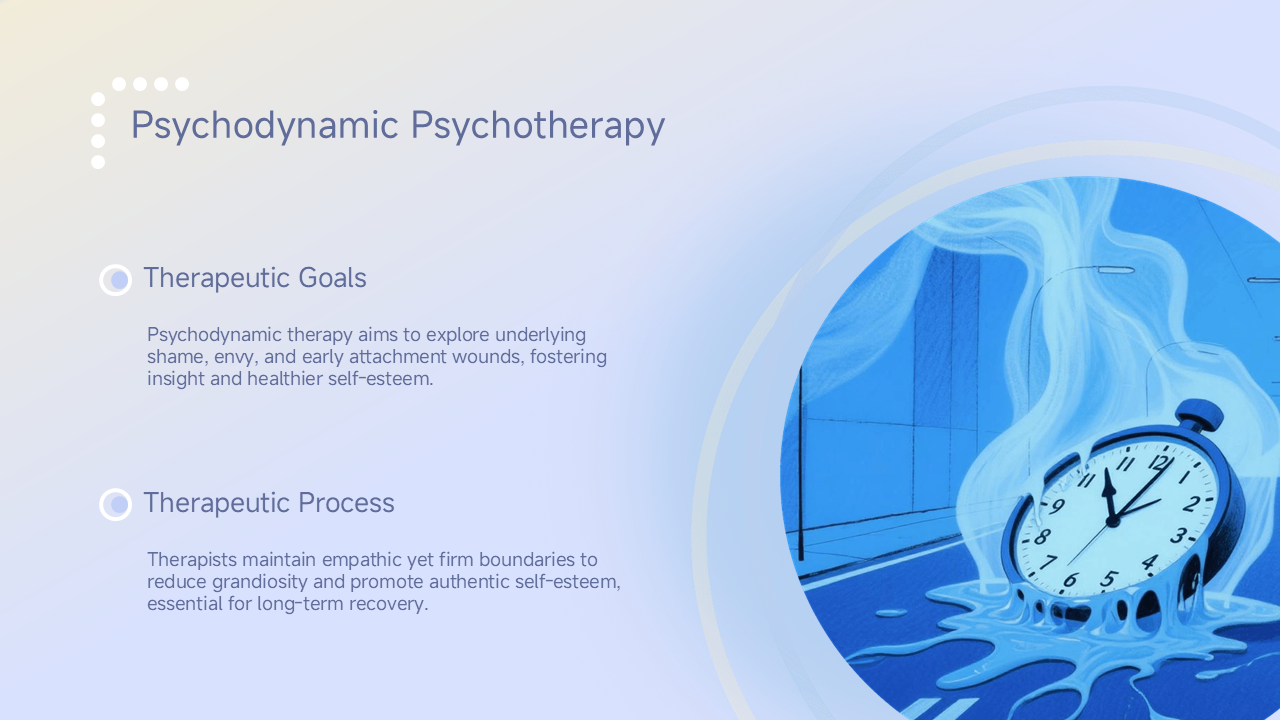 Psychodynamic Psychotherapy
Therapeutic Goals
Psychodynamic therapy aims to explore underlying
shame, envy, and early attachment wounds, fostering
insight and healthier self-esteem.
Therapeutic Process
Therapists maintain empathic yet firm boundaries to
reduce grandiosity and promote authentic self-esteem,
essential for long-term recovery.
11
11
12
1
2
3
4
5
6
7
8
9